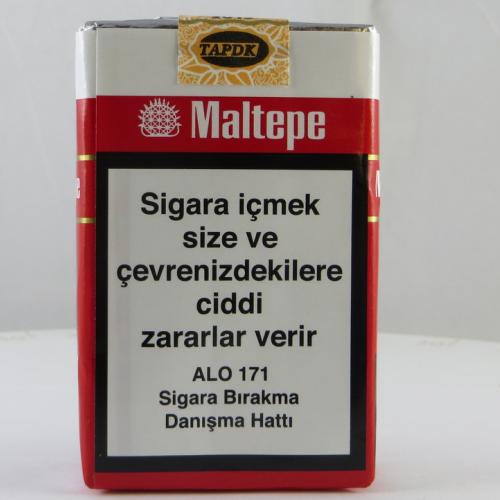 TAPDK
Maltepe
Sigara içmek
size ve
çevrenizdekilere
ciddi
zararlar verir
ALO 171
Sigara Bırakma
Danışma Hattı